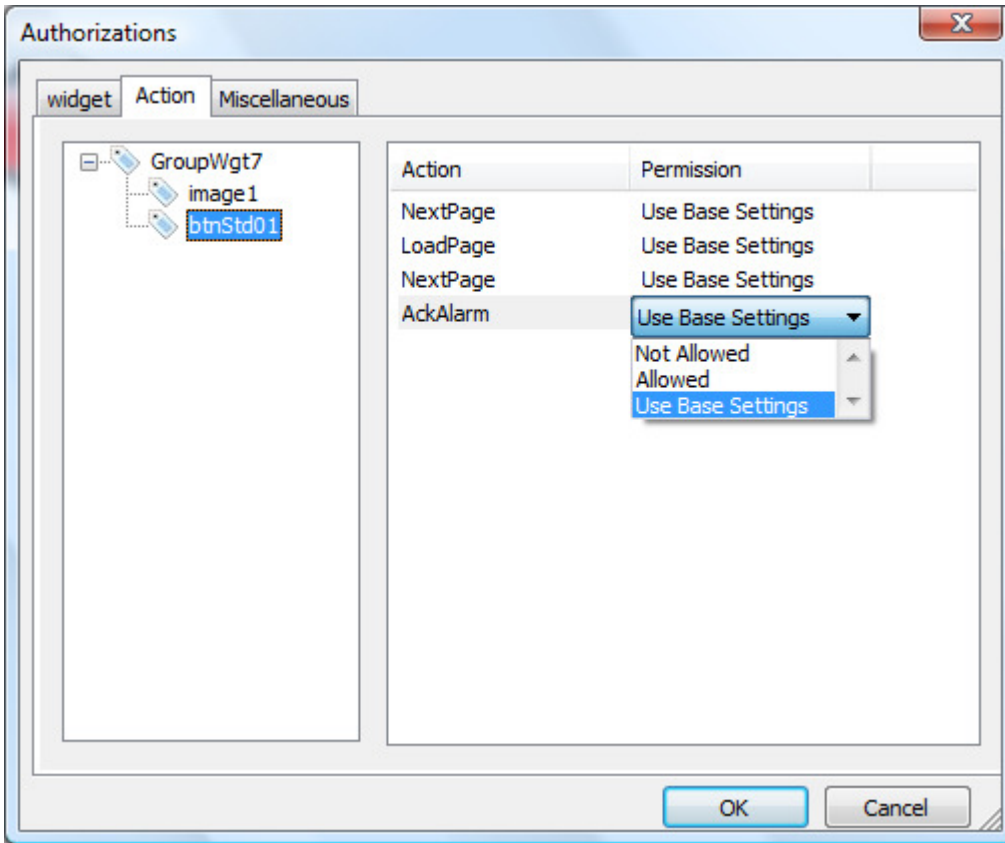 Authorizations
widget Action Miscellaneous
GroupWgt7
image1
btnStd01
Action Permission
NextPage Use Base Settings
LoadPage Use Base Settings
NextPage Use Base Settings
AckAlarm Use Base Settings
Not Allowed
Allowed
Use Base Settings
OK Cancel